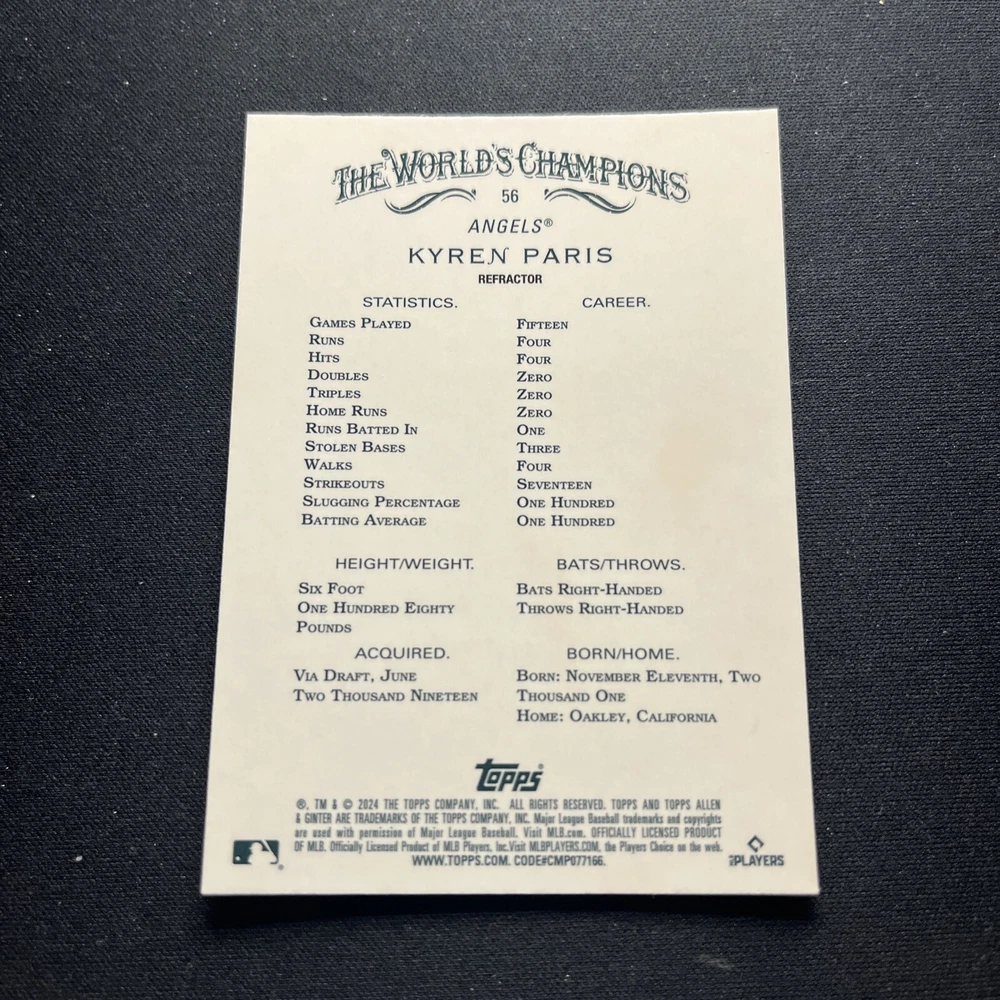 THE WORLD'S CHAMPIONS
56
ANGELS®
KYREN PARIS
REFRACTOR
STATISTICS. CAREER.
GAMES PLAYED FIFTEEN
RUNS FOUR
HITS FOUR
DOUBLES ZERO
TRIPLES ZERO
HOME RUNS ZERO
RUNS BATTED IN ONE
STOLEN BASES THREE
WALKS FOUR
STRIKEOUTS SEVENTEEN
SLUGGING PERCENTAGE ONE HUNDRED
BATTING AVERAGE ONE HUNDRED
HEIGHT/WEIGHT. BATS/THROWS.
SIX FOOT BATS RIGHT-HANDED
ONE HUNDRED EIGHTY THROWS RIGHT-HANDED
POUNDS
ACQUIRED. BORN/HOME.
VIA DRAFT, JUNE BORN: NOVEMBER ELEVENTH, TWO
TWO THOUSAND NINETEEN THOUSAND ONE
HOME: OAKLEY, CALIFORNIA
Topps®
®, TM & © 2024 THE TOPPS COMPANY, INC. ALL RIGHTS RESERVED. TOPPS AND TOPPS ALLEN
& GINTER ARE TRADEMARKS OF THE TOPPS COMPANY, INC. Major League Baseball trademarks and copyrights
are used with permission of Major League Baseball. Visit MLB.com. OFFICIALLY LICENSED PRODUCT
OF MLB. Officially Licensed Product of MLB Players, Inc. Visit MLBPLAYERS.COM, the Players Choice on the web.
WWW.TOPPS.COM. CODE#CMP077166.
MLBPLAYERS